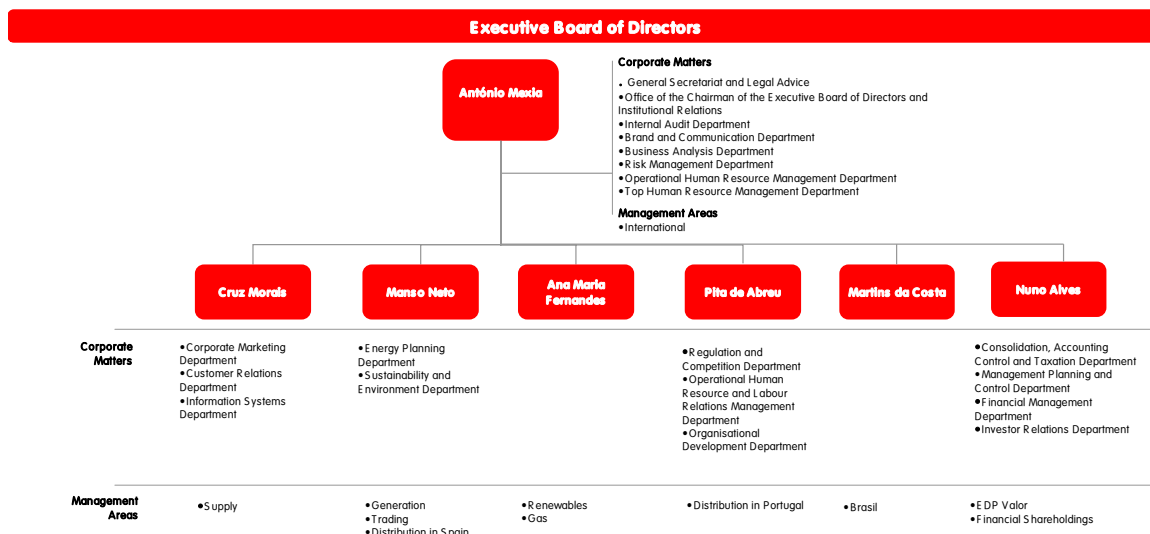 Executive Board of Directors
António Mexia
Corporate Matters
. General Secretariat and Legal Advice
•Office of the Chairman of the Executive Board of Directors and
Institutional Relations
•Internal Audit Department
•Brand and Communication Department
•Business Analysis Department
•Risk Management Department
•Operational Human Resource Management Department
•Top Human Resource Management Department
Management Areas
•International
Cruz Morais
Manso Neto
Ana Maria
Fernandes
Pita de Abreu
Martins da Costa
Nuno Alves
Corporate
Matters
•Corporate Marketing
Department
•Customer Relations
Department
•Information Systems
Department
•Energy Planning
Department
•Sustainability and
Environment Department
•Regulation and
Competition Department
•Operational Human
Resource and Labour
Relations Management
Department
•Organisational
Development Department
•Consolidation, Accounting
Control and Taxation Department
•Management Planning and
Control Department
•Financial Management
Department
•Investor Relations Department
Management
Areas
•Supply
•Generation
•Trading
•Distribution in Spain
•Renewables
•Gas
•Distribution in Portugal
•Brasil
•EDP Valor
•Financial Shareholdings